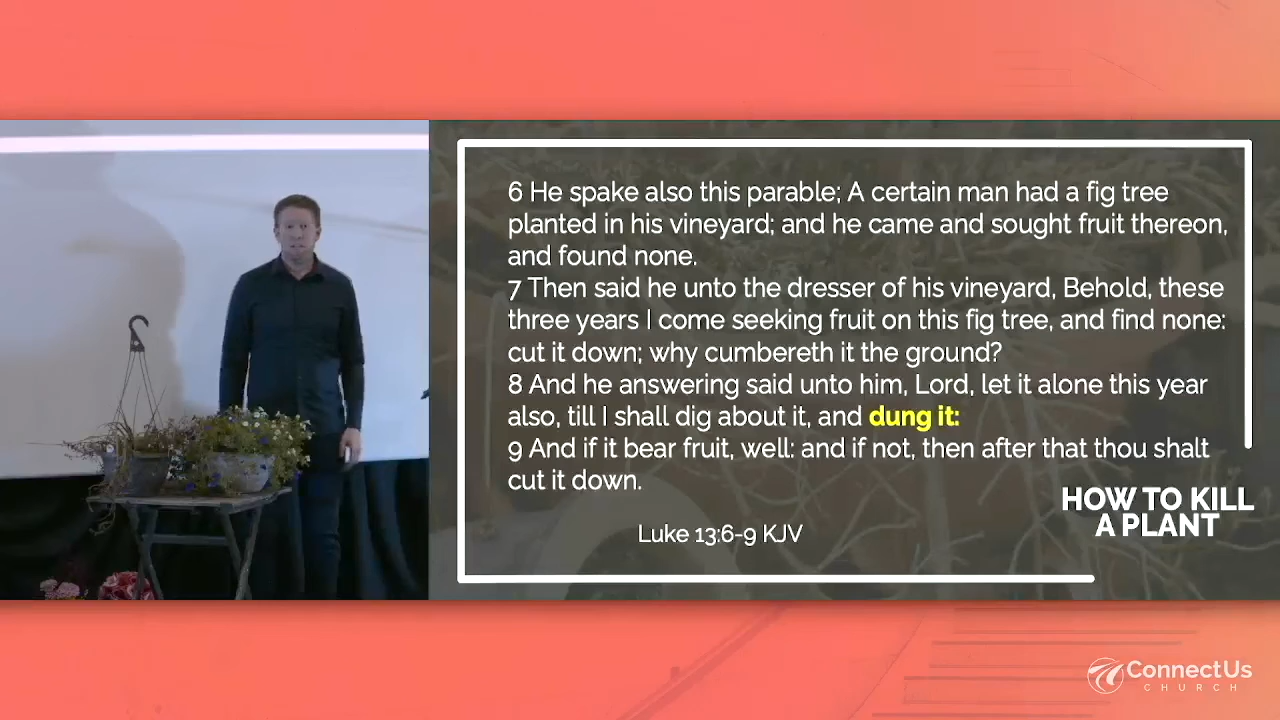 6 He spake also this parable; A certain man had a fig tree
planted in his vineyard; and he came and sought fruit thereon,
and found none.
7 Then said he unto the dresser of his vineyard, Behold, these
three years I come seeking fruit on this fig tree, and find none:
cut it down; why cumbereth it the ground?
8 And he answering said unto him, Lord, let it alone this year
also, till I shall dig about it, and dung it:
9 And if it bear fruit, well: and if not, then after that thou shalt
cut it down.
Luke 13:6-9 KJV
HOW TO KILL
A PLANT
ConnectUs
CHURCH